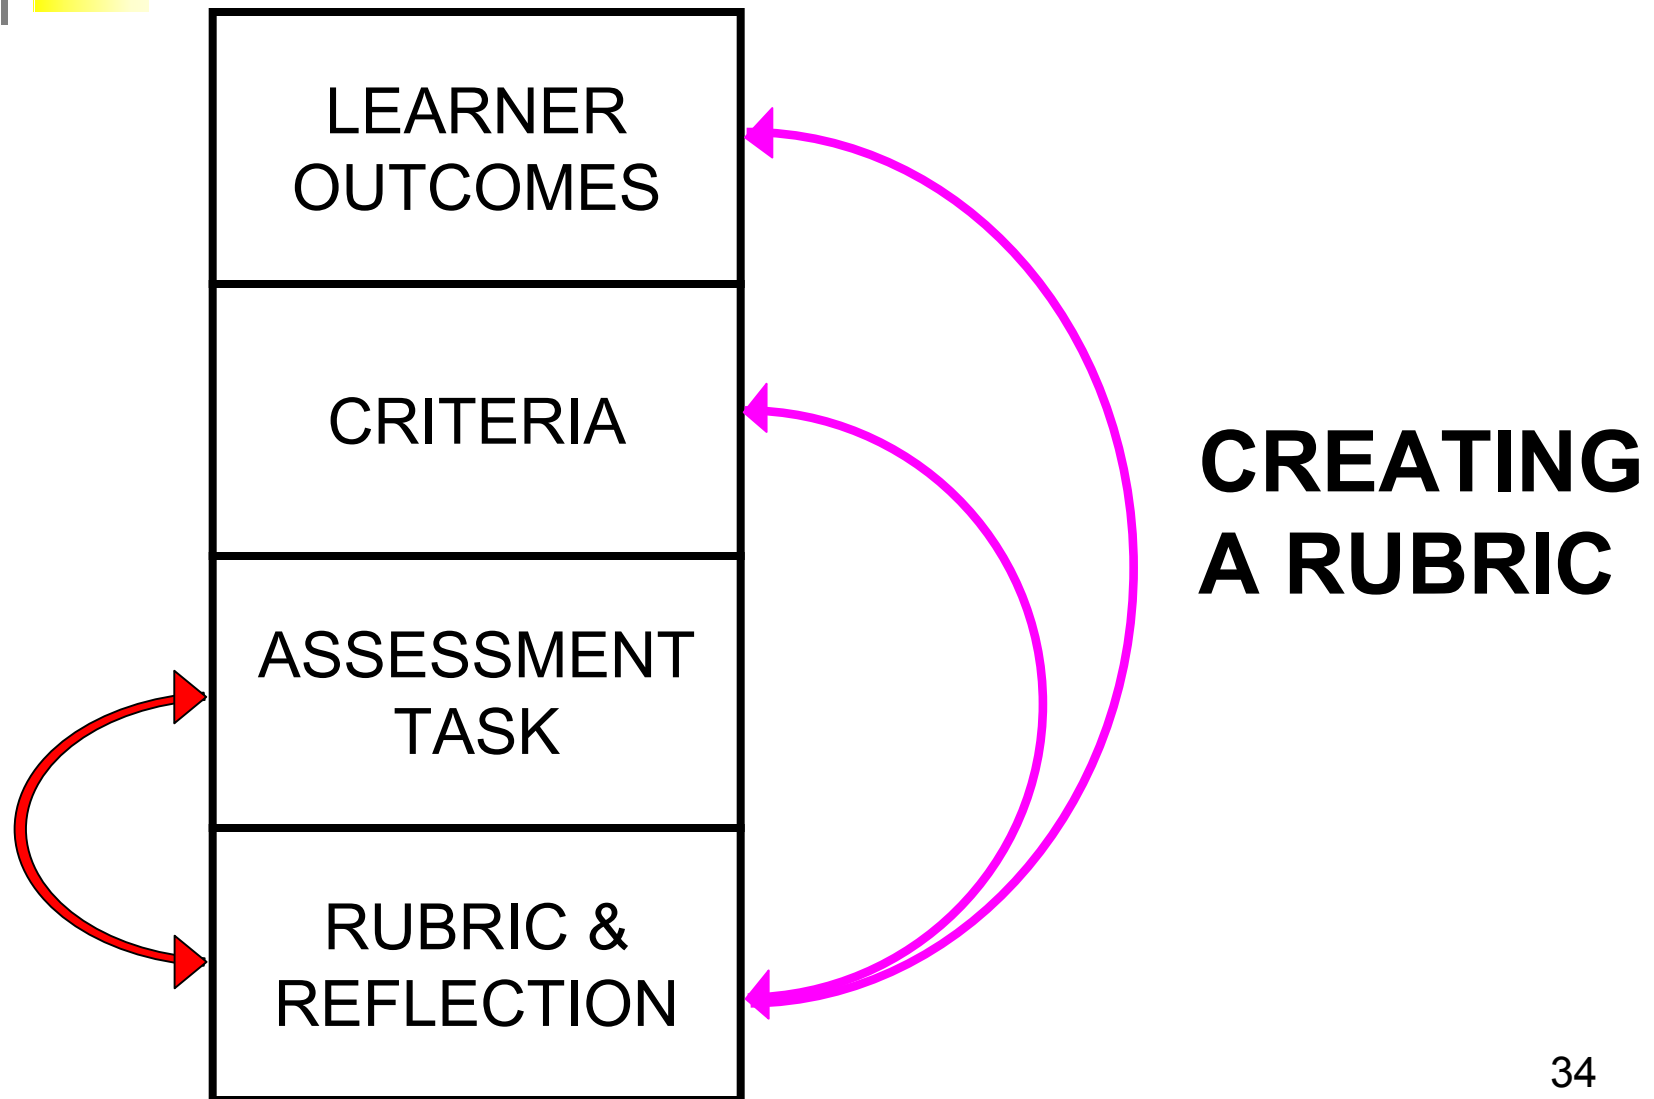 LEARNER
OUTCOMES
CRITERIA
ASSESSMENT
TASK
RUBRIC &
REFLECTION
CREATING
A RUBRIC
34